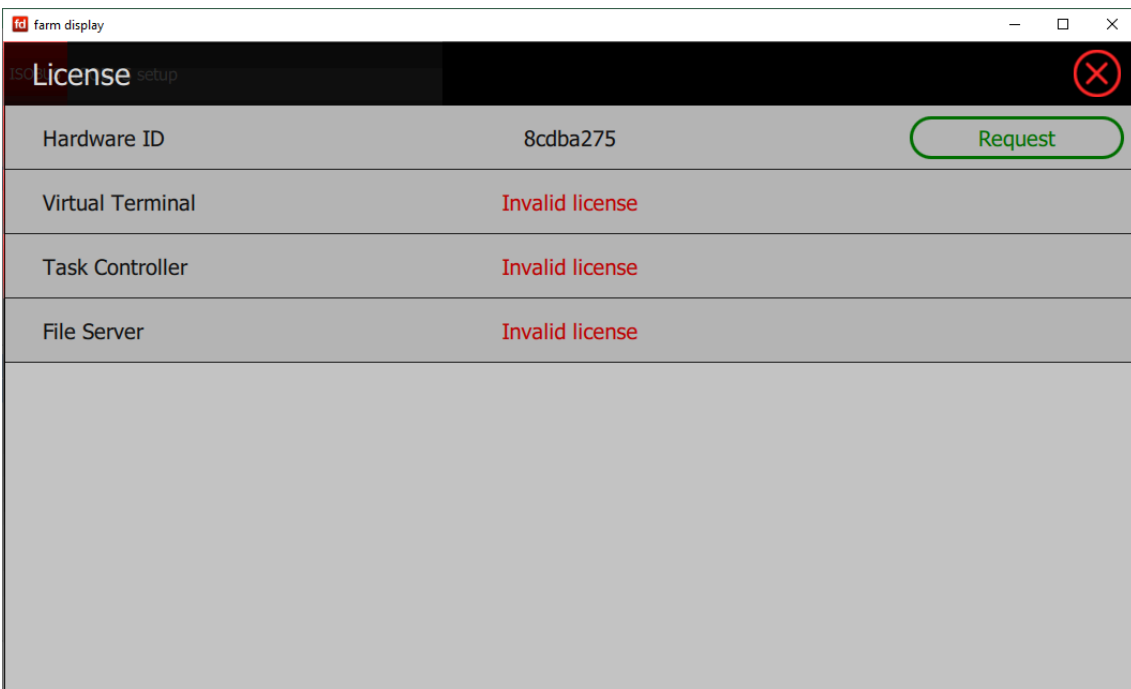 fd farm display
License
setup
Hardware ID 8cdba275 Request
Virtual Terminal Invalid license
Task Controller Invalid license
File Server Invalid license